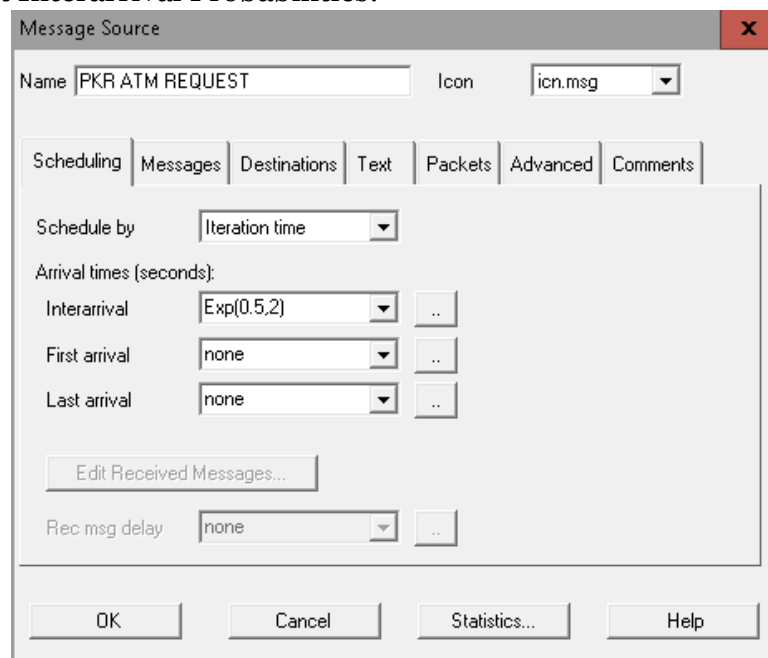 Message Source x
Name PKR ATM REQUEST Icon icn.msg
Scheduling Messages Destinations Text Packets Advanced Comments
Schedule by Iteration time
Arrival times (seconds):
Interarrival Exp(0.5,2) ..
First arrival none ..
Last arrival none ..
Edit Received Messages...
Rec msg delay none ..
OK Cancel Statistics... Help